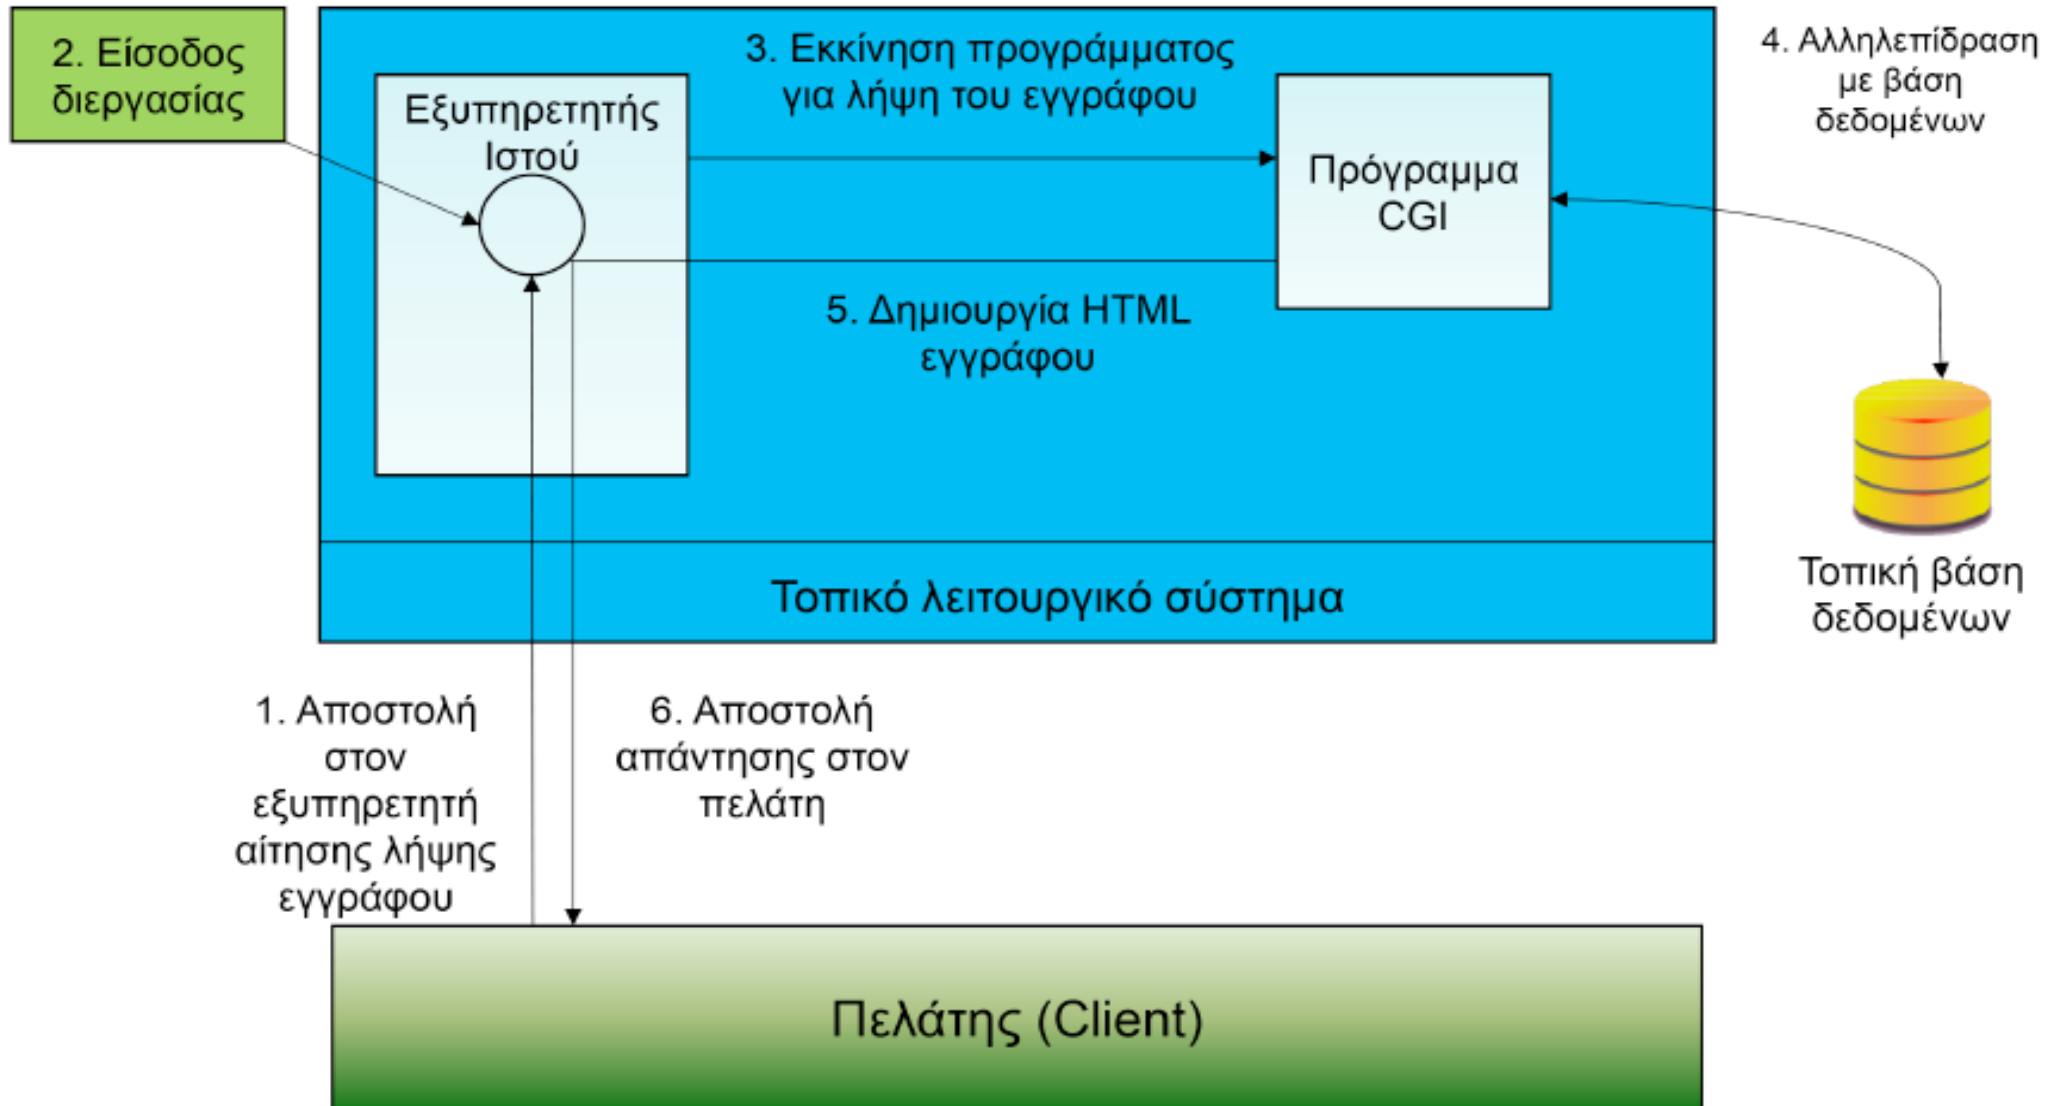 2. Είσοδος
διεργασίας
3. Εκκίνηση προγράμματος
για λήψη του εγγράφου
4. Αλληλεπίδραση
με βάση
δεδομένων
Εξυπηρετητής
Ιστού
Πρόγραμμα
CGI
5. Δημιουργία HTML
εγγράφου
Τοπική βάση
δεδομένων
Τοπικό λειτουργικό σύστημα
1. Αποστολή
στον
εξυπηρετητή
αίτησης λήψης
εγγράφου
6. Αποστολή
απάντησης στον
πελάτη
Πελάτης (Client)